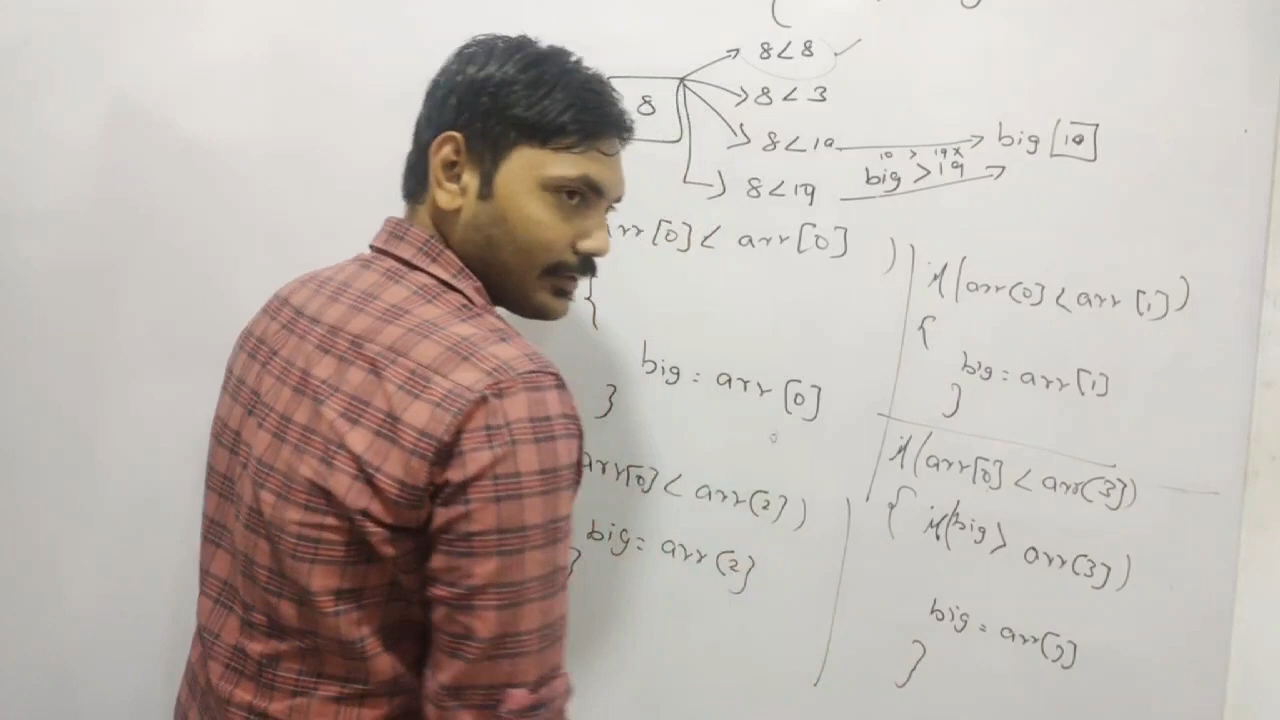 8<8
8
8<3
8<10
big 10
10 > 19x
big >19
8<19
arr[0]< arr[0] )
{
big = arr[0]
}
if(arr[0]<arr[1])
{
big = arr[1]
}
arr[0]< arr[2])
big = arr[2]
}
if(arr[0]<arr[3])
{ if(big> arr[3])
big = arr[3]
}